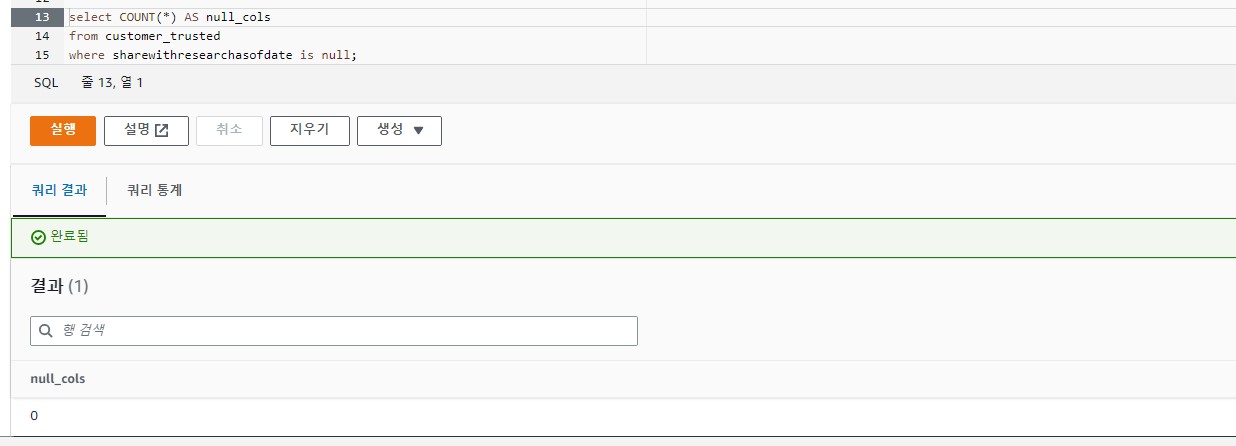 13 select COUNT(*) AS null_cols
14 from customer_trusted
15 where sharewithresearchasofdate is null;
SQL 줄 13, 열 1
실행 설명 취소 지우기 생성
쿼리 결과 쿼리 통계
완료됨
결과 (1)
행 검색
null_cols
0